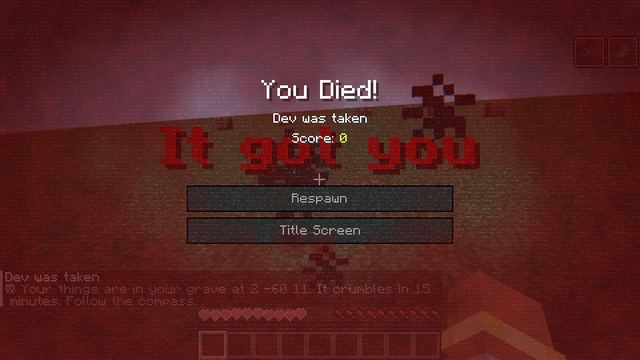 You Died!
Dev was taken
Score: 0
It got you
Respawn
Title Screen
Dev was taken
Your things are in your grave at 2 -60 11. It crumbles in 15
minutes. Follow the compass.